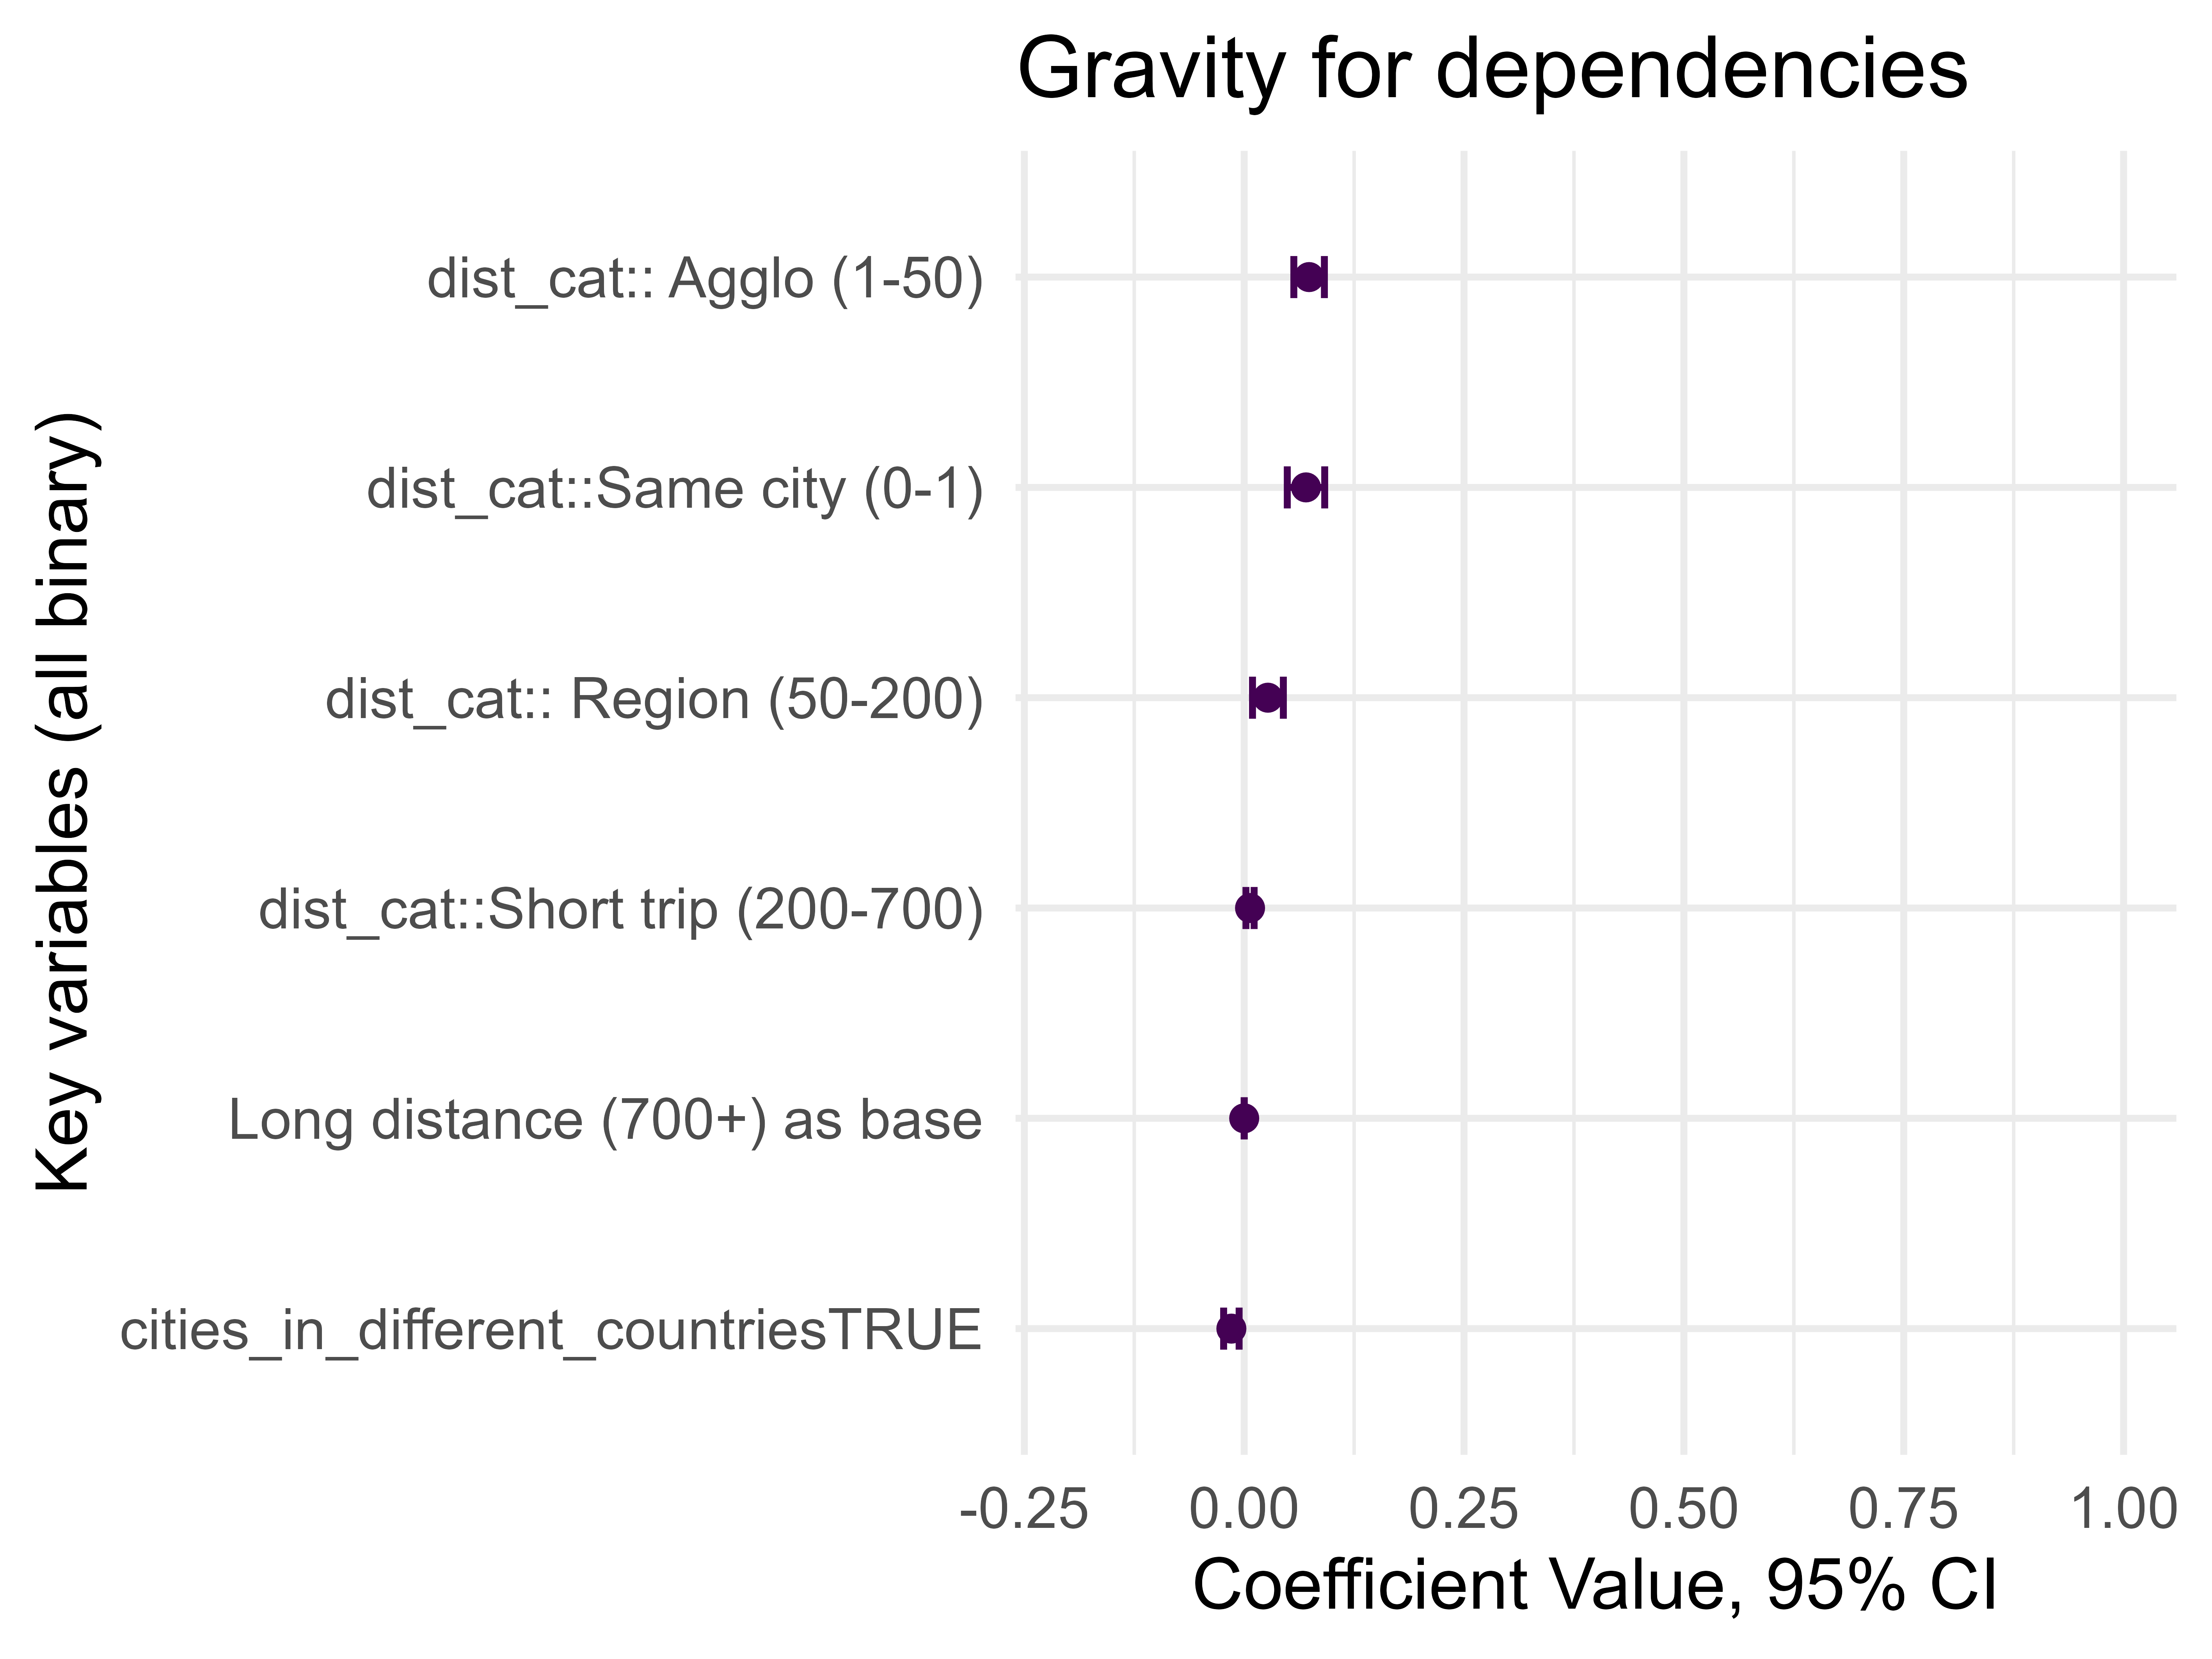 Gravity for dependencies
Key variables (all binary)
dist_cat:: Agglo (1-50)
dist_cat::Same city (0-1)
dist_cat:: Region (50-200)
dist_cat::Short trip (200-700)
Long distance (700+) as base
cities_in_different_countriesTRUE
-0.25 0.00 0.25 0.50 0.75 1.00
Coefficient Value, 95% CI